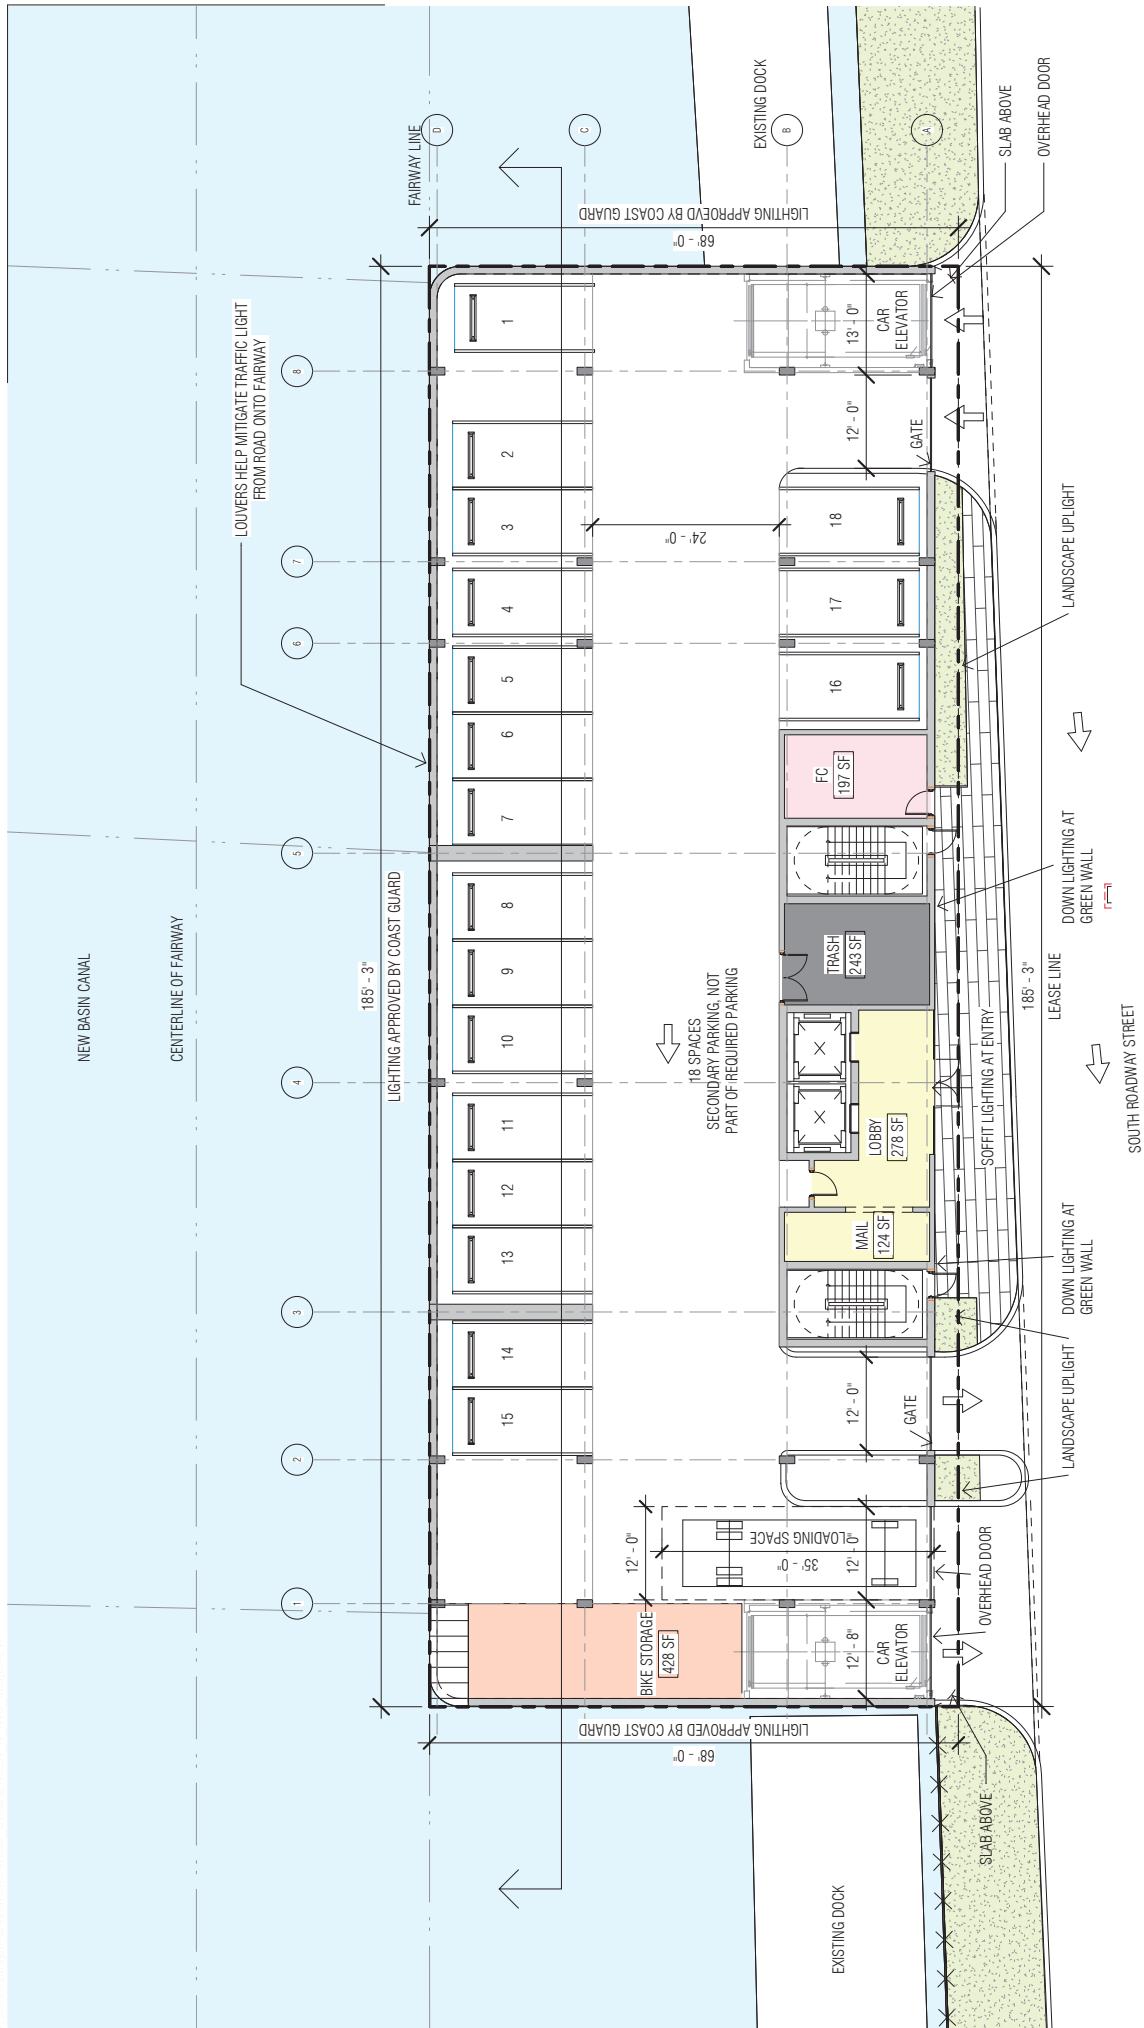 NEW BASIN CANAL
CENTERLINE OF FAIRWAY
LOUVERS HELP MITIGATE TRAFFIC LIGHT
FROM ROAD ONTO FAIRWAY
FAIRWAY LINE
EXISTING DOCK
D
C
B
A
SLAB ABOVE
OVERHEAD DOOR
LIGHTING APPROEVD BY COAST GUARD
68' - 0"
185' - 3"
LIGHTING APPROVED BY COAST GUARD
8
7
6
5
4
3
2
1
1
2
3
4
5
6
7
8
9
10
11
12
13
14
15
16
17
18
13' - 0"
CAR
ELEVATOR
12' - 0"
GATE
24' - 0"
18 SPACES
SECONDARY PARKING, NOT
PART OF REQUIRED PARKING
FC
197 SF
TRASH
243 SF
LOBBY
278 SF
MAIL
124 SF
12' - 0"
GATE
12' - 0"
LOADING SPACE
35' - 0"
12' - 0"
BIKE STORAGE
428 SF
12' - 8"
CAR
ELEVATOR
OVERHEAD DOOR
LIGHTING APPROVED BY COAST GUARD
68' - 0"
SLAB ABOVE
EXISTING DOCK
LANDSCAPE UPLIGHT
DOWN LIGHTING AT
GREEN WALL
SOFFIT LIGHTING AT ENTRY
185' - 3"
LEASE LINE
DOWN LIGHTING AT
GREEN WALL
LANDSCAPE UPLIGHT
SOUTH ROADWAY STREET